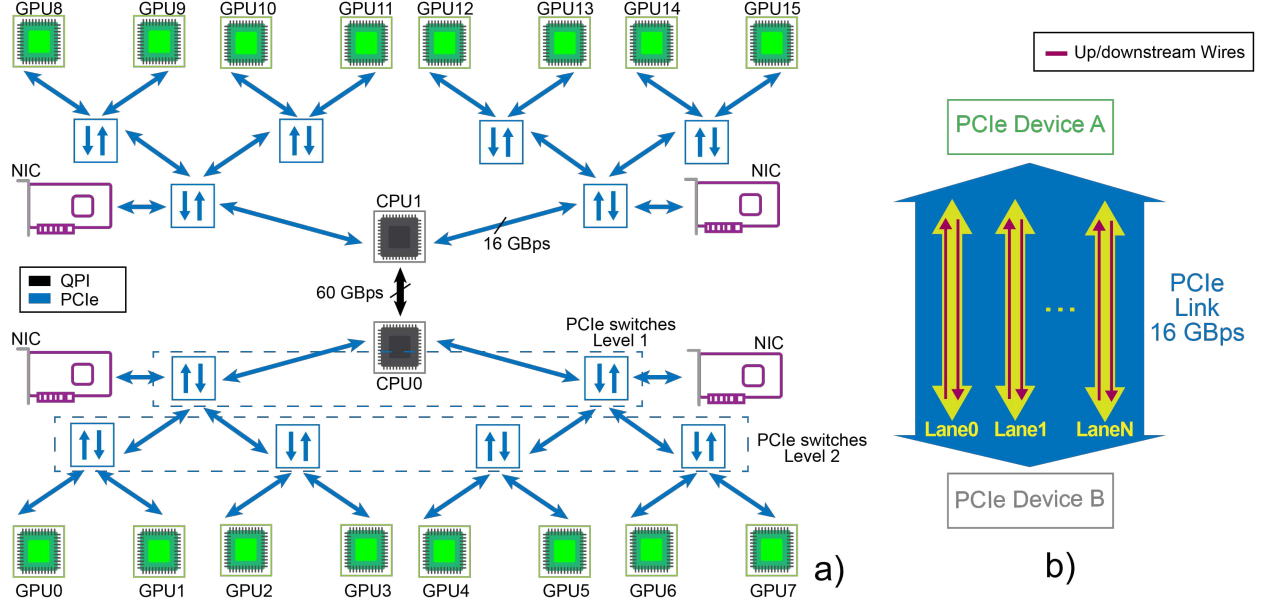 GPU8 GPU9 GPU10 GPU11 GPU12 GPU13 GPU14 GPU15
NIC
NIC
CPU1
16 GBps
QPI
PCIe
60 GBps
PCIe switches
Level 1
NIC
NIC
CPU0
PCIe switches
Level 2
GPU0 GPU1 GPU2 GPU3 GPU4 GPU5 GPU6 GPU7
a)
Up/downstream Wires
PCIe Device A
PCIe
Link
16 GBps
...
Lane0 Lane1 LaneN
PCIe Device B
b)